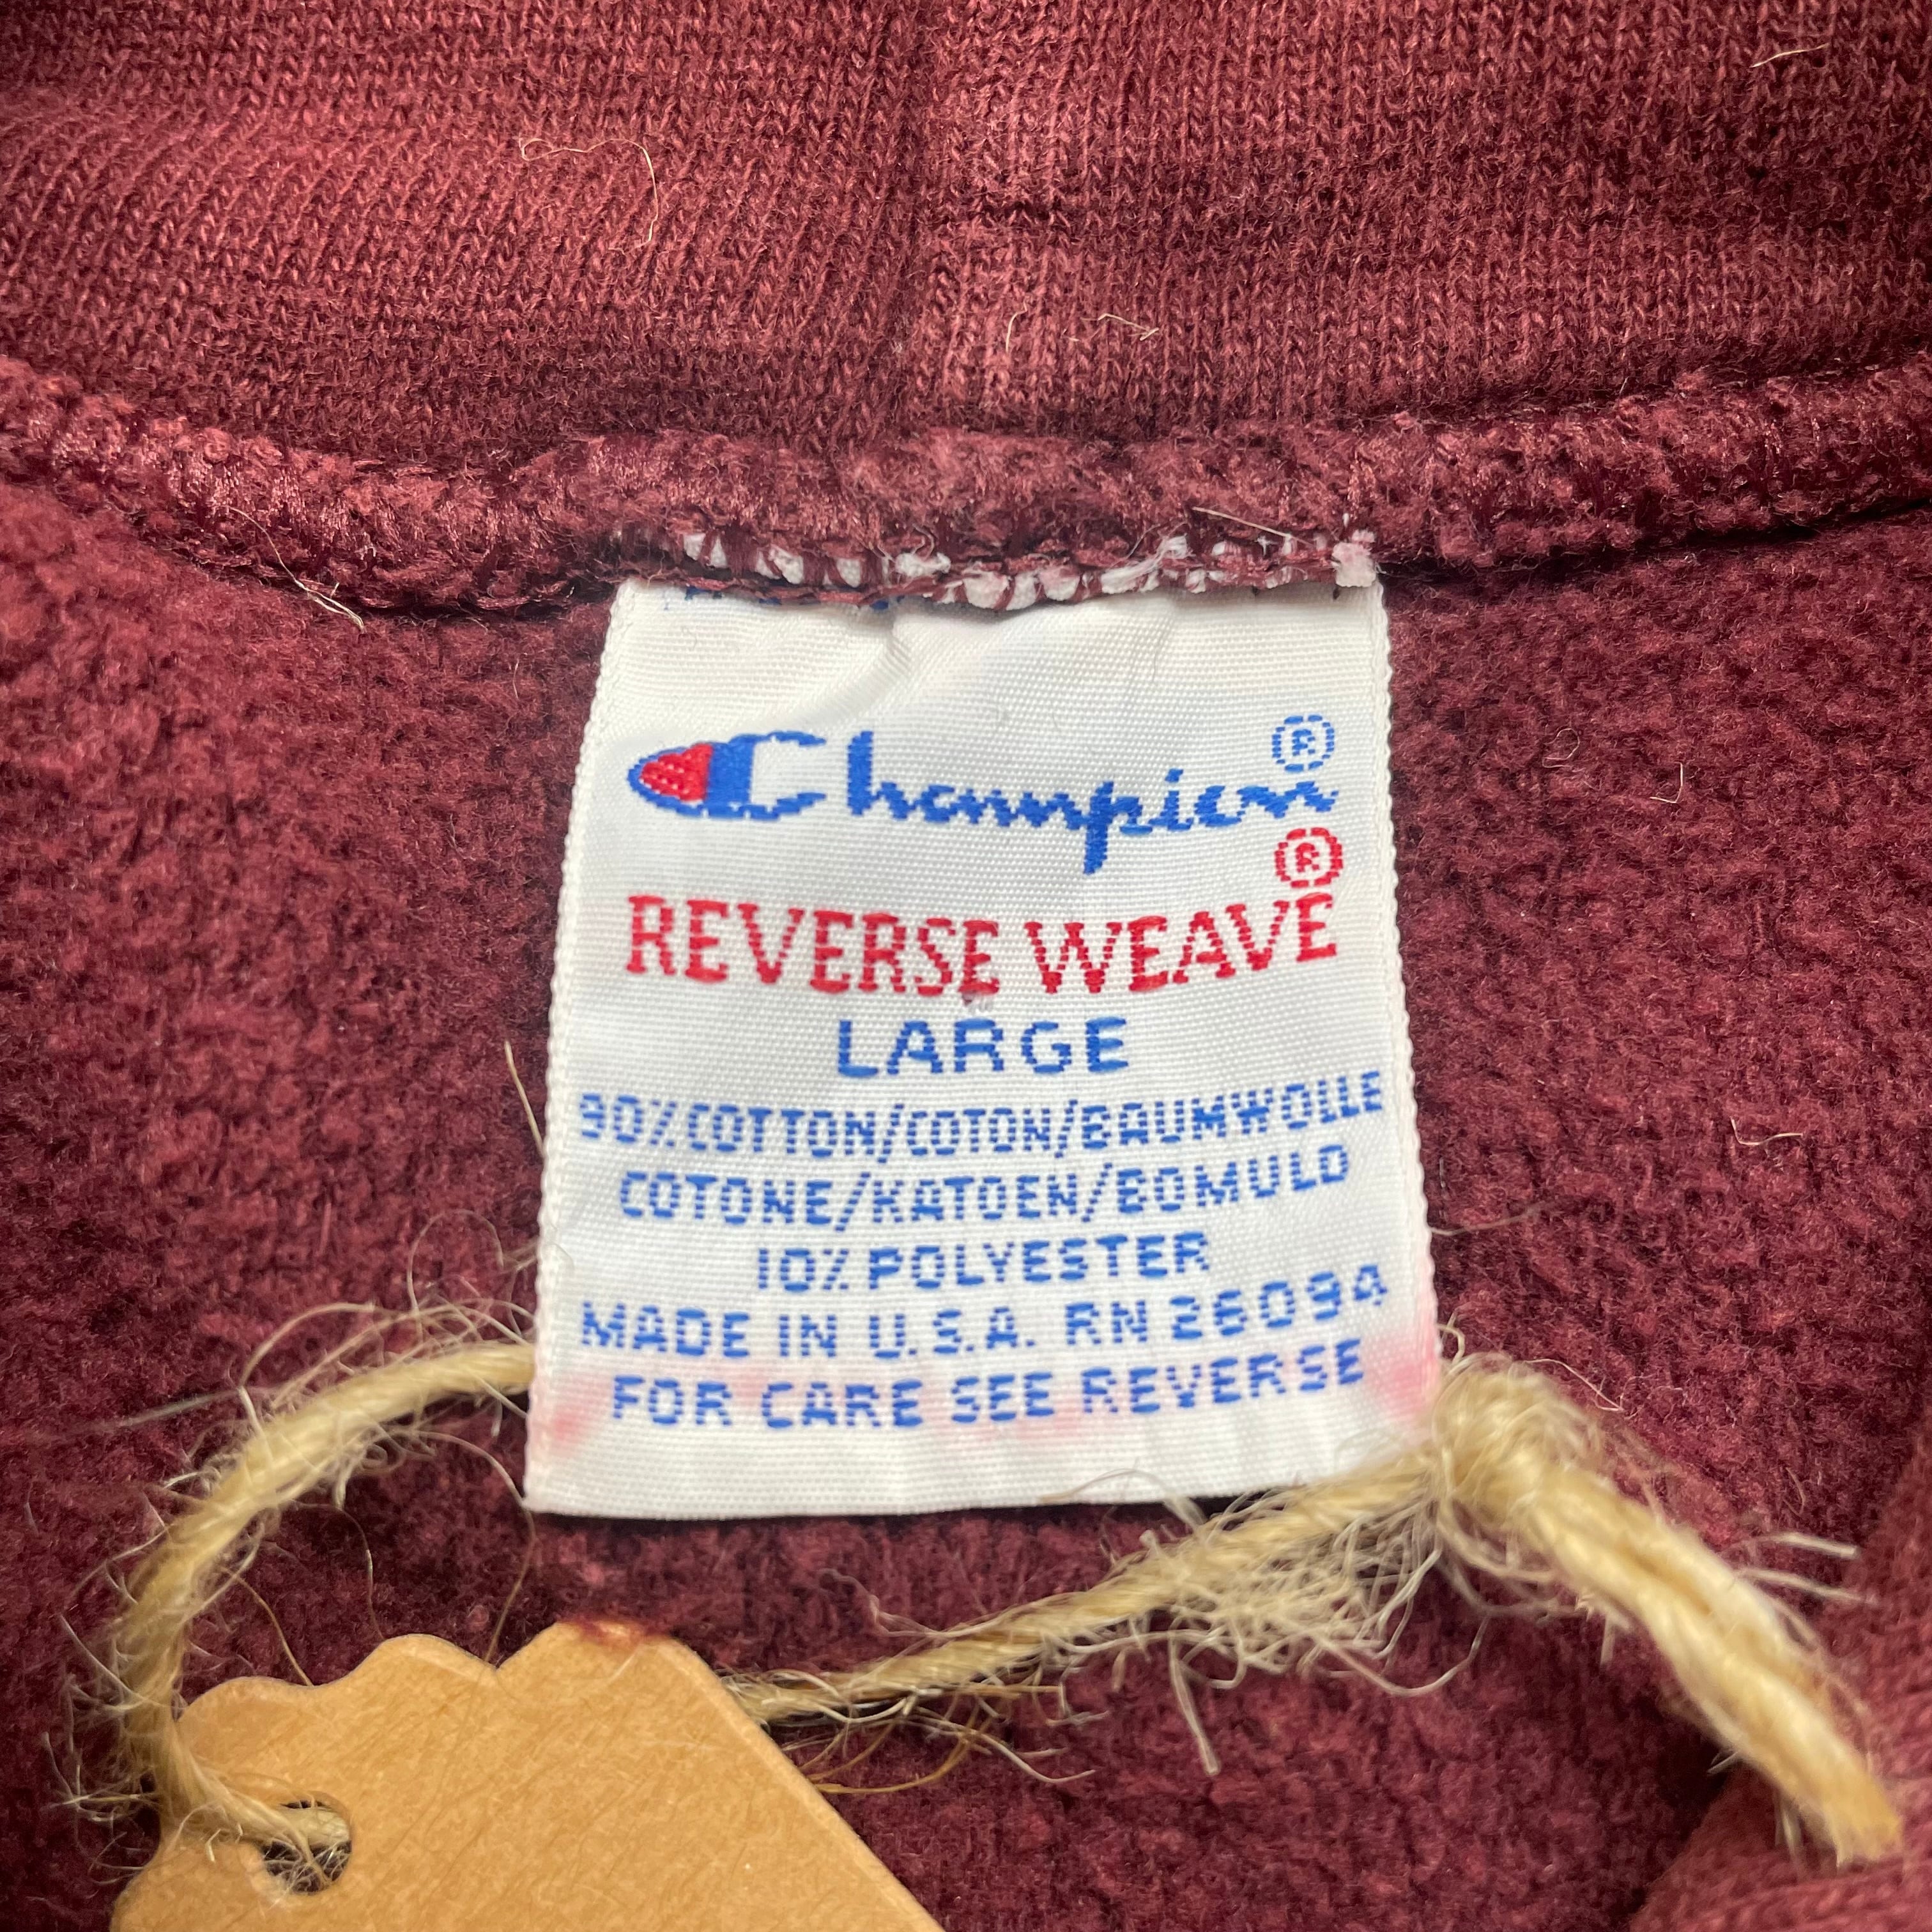 Champion®
REVERSE WEAVE®
LARGE
90% COTTON/COTON/BAUMWOLLE
COTONE/KATOEN/BOMULD
10% POLYESTER
MADE IN U.S.A. RN 26094
FOR CARE SEE REVERSE